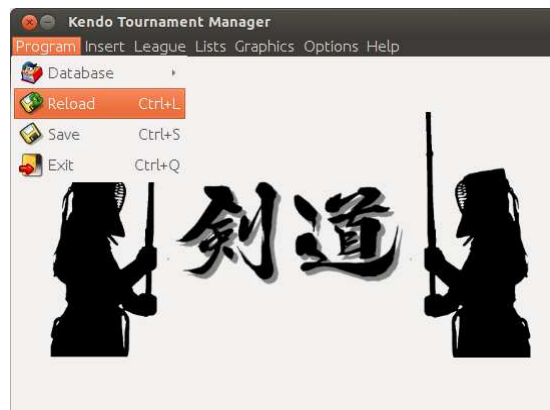 Kendo Tournament Manager
Program Insert League Lists Graphics Options Help
Database
Reload Ctrl+L
Save Ctrl+S
Exit Ctrl+Q
剣道